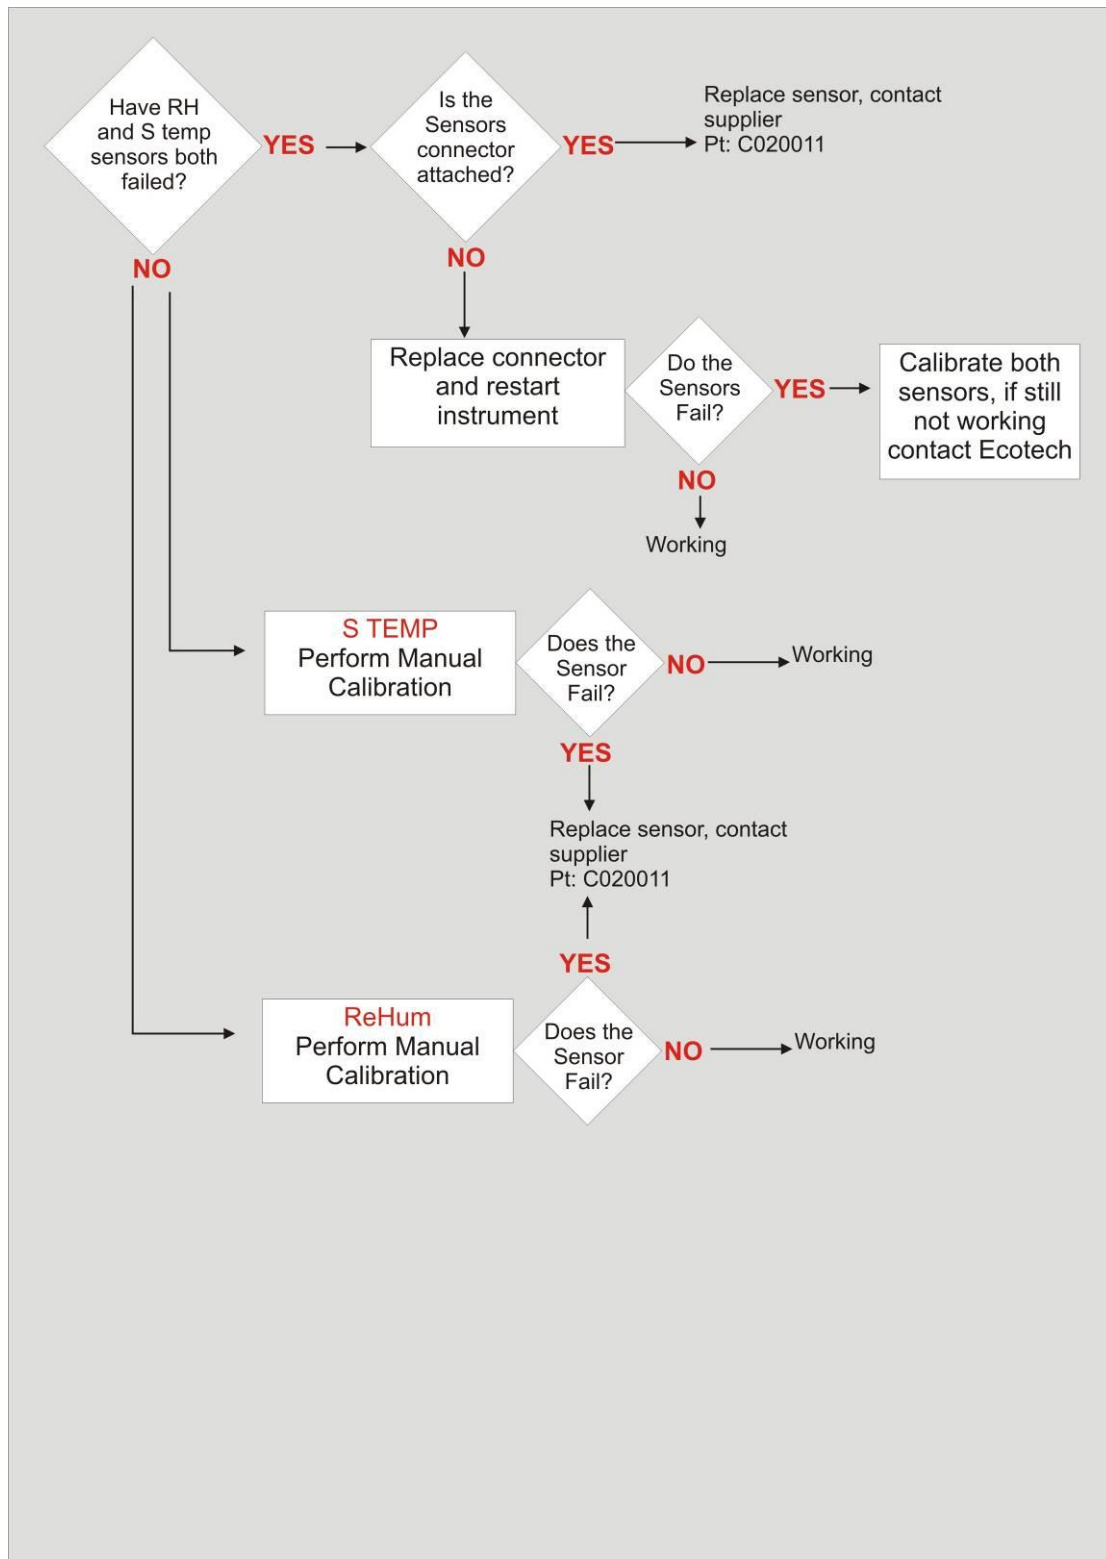 Have RH
and S temp
sensors both
failed?
YES
Is the
Sensors
connector
attached?
YES
Replace sensor, contact
supplier
Pt: C020011
NO
NO
Replace connector
and restart
instrument
Do the
Sensors
Fail?
YES
Calibrate both
sensors, if still
not working
contact Ecotech
NO
Working
S TEMP
Perform Manual
Calibration
Does the
Sensor
Fail?
NO
Working
YES
Replace sensor, contact
supplier
Pt: C020011
YES
ReHum
Perform Manual
Calibration
Does the
Sensor
Fail?
NO
Working